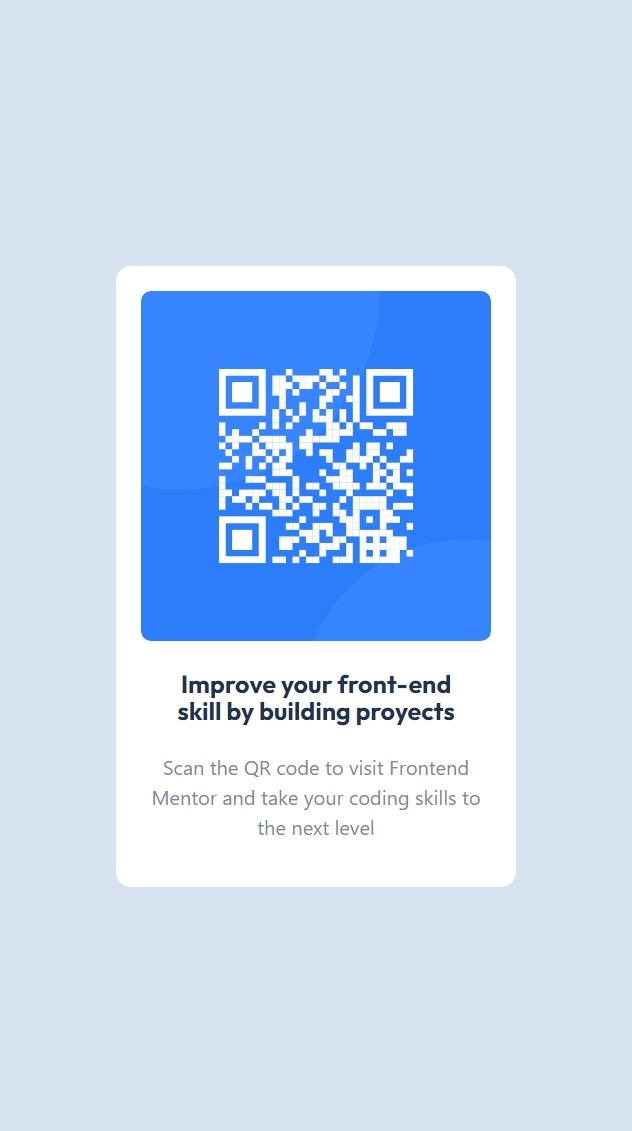 Improve your front-end
skill by building proyects
Scan the QR code to visit Frontend
Mentor and take your coding skills to
the next level